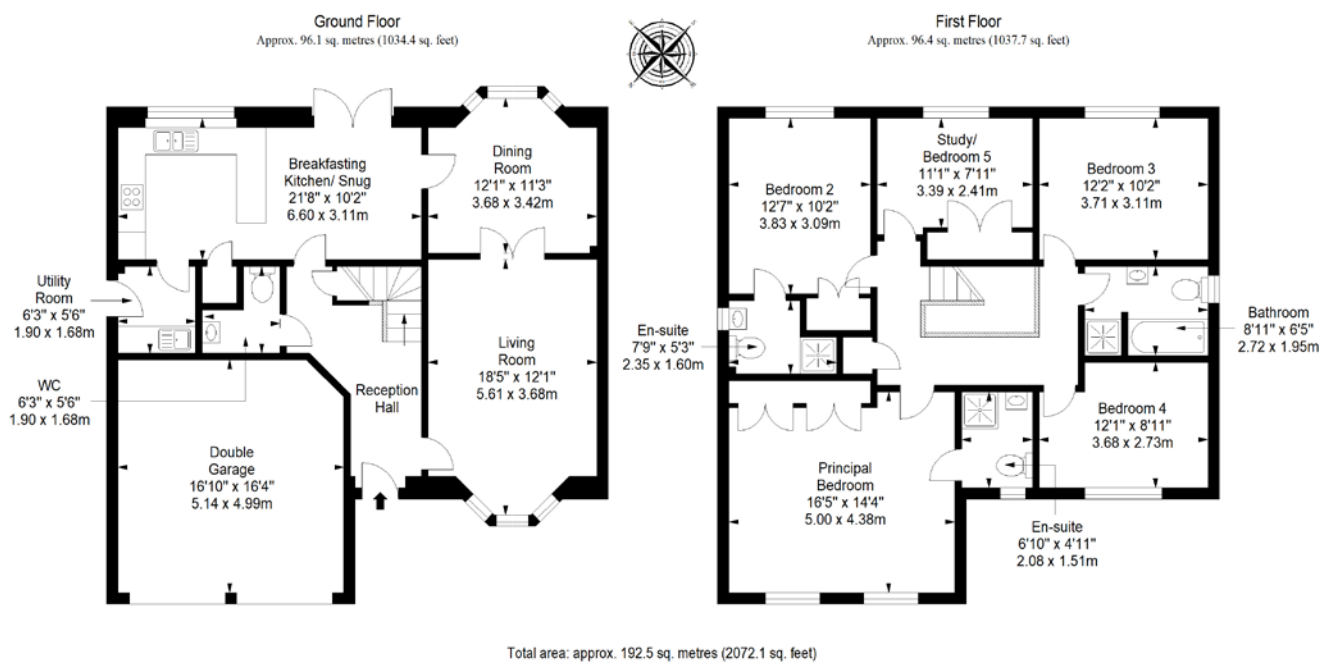 Ground Floor
Approx. 96.1 sq. metres (1034.4 sq. feet)
First Floor
Approx. 96.4 sq. metres (1037.7 sq. feet)
Breakfasting
Kitchen/ Snug
21'8" x 10'2"
6.60 x 3.11m
Dining
Room
12'1" x 11'3"
3.68 x 3.42m
Utility
Room
6'3" x 5'6"
1.90 x 1.68m
WC
6'3" x 5'6"
1.90 x 1.68m
Living
Room
18'5" x 12'1"
5.61 x 3.68m
Reception
Hall
Double
Garage
16'10" x 16'4"
5.14 x 4.99m
Bedroom 2
12'7" x 10'2"
3.83 x 3.09m
Study/
Bedroom 5
11'1" x 7'11"
3.39 x 2.41m
Bedroom 3
12'2" x 10'2"
3.71 x 3.11m
En-suite
7'9" x 5'3"
2.35 x 1.60m
Bathroom
8'11" x 6'5"
2.72 x 1.95m
Bedroom 4
12'1" x 8'11"
3.68 x 2.73m
Principal
Bedroom
16'5" x 14'4"
5.00 x 4.38m
En-suite
6'10" x 4'11"
2.08 x 1.51m
Total area: approx. 192.5 sq. metres (2072.1 sq. feet)